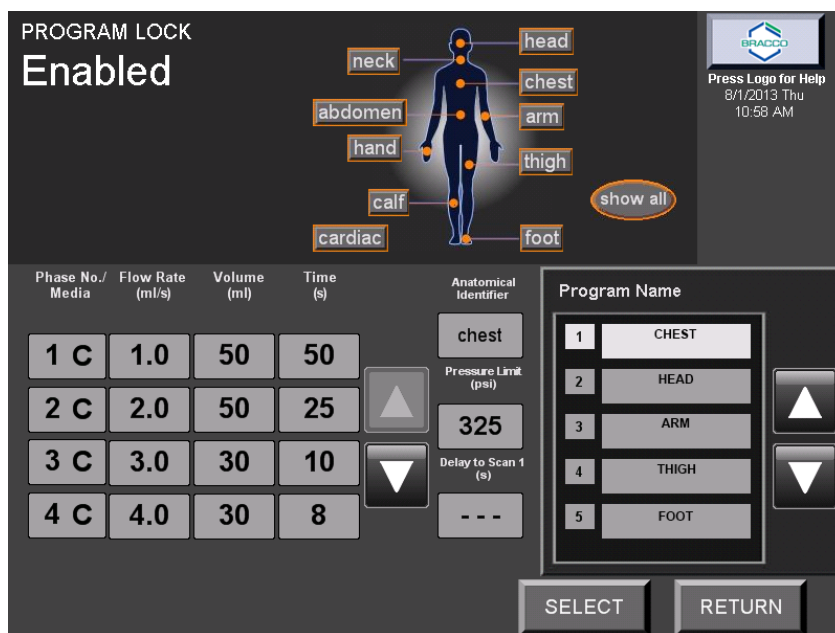 PROGRAM LOCK
Enabled
head
neck
chest
abdomen
arm
hand
thigh
calf
show all
cardiac
foot
BRACCO
Press Logo for Help
8/1/2013 Thu
10:58 AM
Phase No./ Flow Rate Volume Time
Media (ml/s) (ml) (s)
1 C 1.0 50 50
2 C 2.0 50 25
3 C 3.0 30 10
4 C 4.0 30 8
Anatomical
Identifier
chest
Pressure Limit
(psi)
325
Delay to Scan 1
(s)
- - -
Program Name
1 CHEST
2 HEAD
3 ARM
4 THIGH
5 FOOT
SELECT RETURN